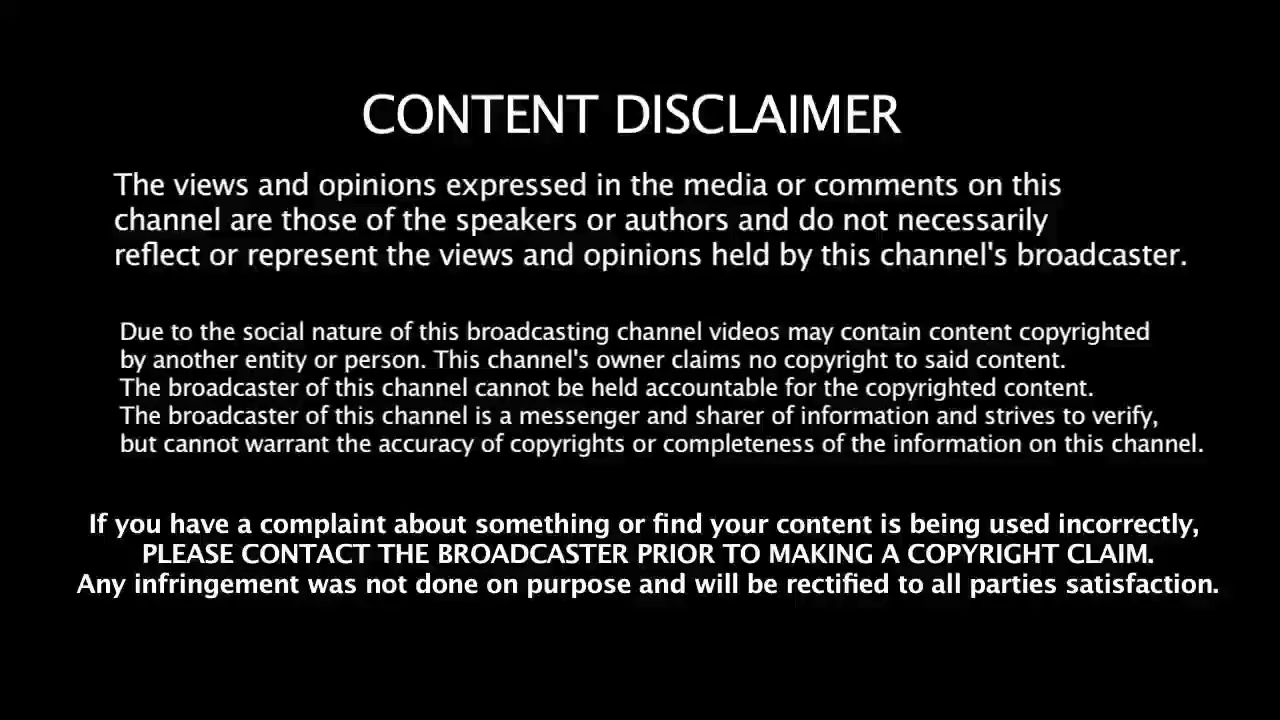 CONTENT DISCLAIMER
The views and opinions expressed in the media or comments on this
channel are those of the speakers or authors and do not necessarily
reflect or represent the views and opinions held by this channel's broadcaster.
Due to the social nature of this broadcasting channel videos may contain content copyrighted
by another entity or person. This channel's owner claims no copyright to said content.
The broadcaster of this channel cannot be held accountable for the copyrighted content.
The broadcaster of this channel is a messenger and sharer of information and strives to verify,
but cannot warrant the accuracy of copyrights or completeness of the information on this channel.
If you have a complaint about something or find your content is being used incorrectly,
PLEASE CONTACT THE BROADCASTER PRIOR TO MAKING A COPYRIGHT CLAIM.
Any infringement was not done on purpose and will be rectified to all parties satisfaction.